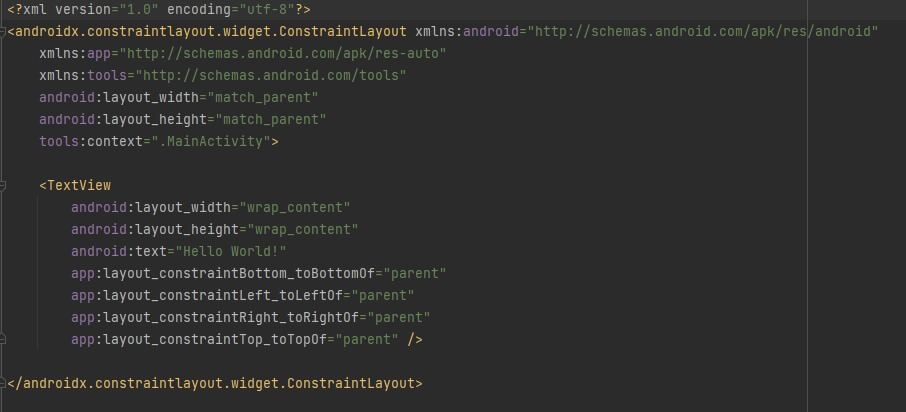 <?xml version="1.0" encoding="utf-8"?>
<androidx.constraintlayout.widget.ConstraintLayout xmlns:android="http://schemas.android.com/apk/res/android"
    xmlns:app="http://schemas.android.com/apk/res-auto"
    xmlns:tools="http://schemas.android.com/tools"
    android:layout_width="match_parent"
    android:layout_height="match_parent"
    tools:context=".MainActivity">

    <TextView
        android:layout_width="wrap_content"
        android:layout_height="wrap_content"
        android:text="Hello World!"
        app:layout_constraintBottom_toBottomOf="parent"
        app:layout_constraintLeft_toLeftOf="parent"
        app:layout_constraintRight_toRightOf="parent"
        app:layout_constraintTop_toTopOf="parent" />

</androidx.constraintlayout.widget.ConstraintLayout>